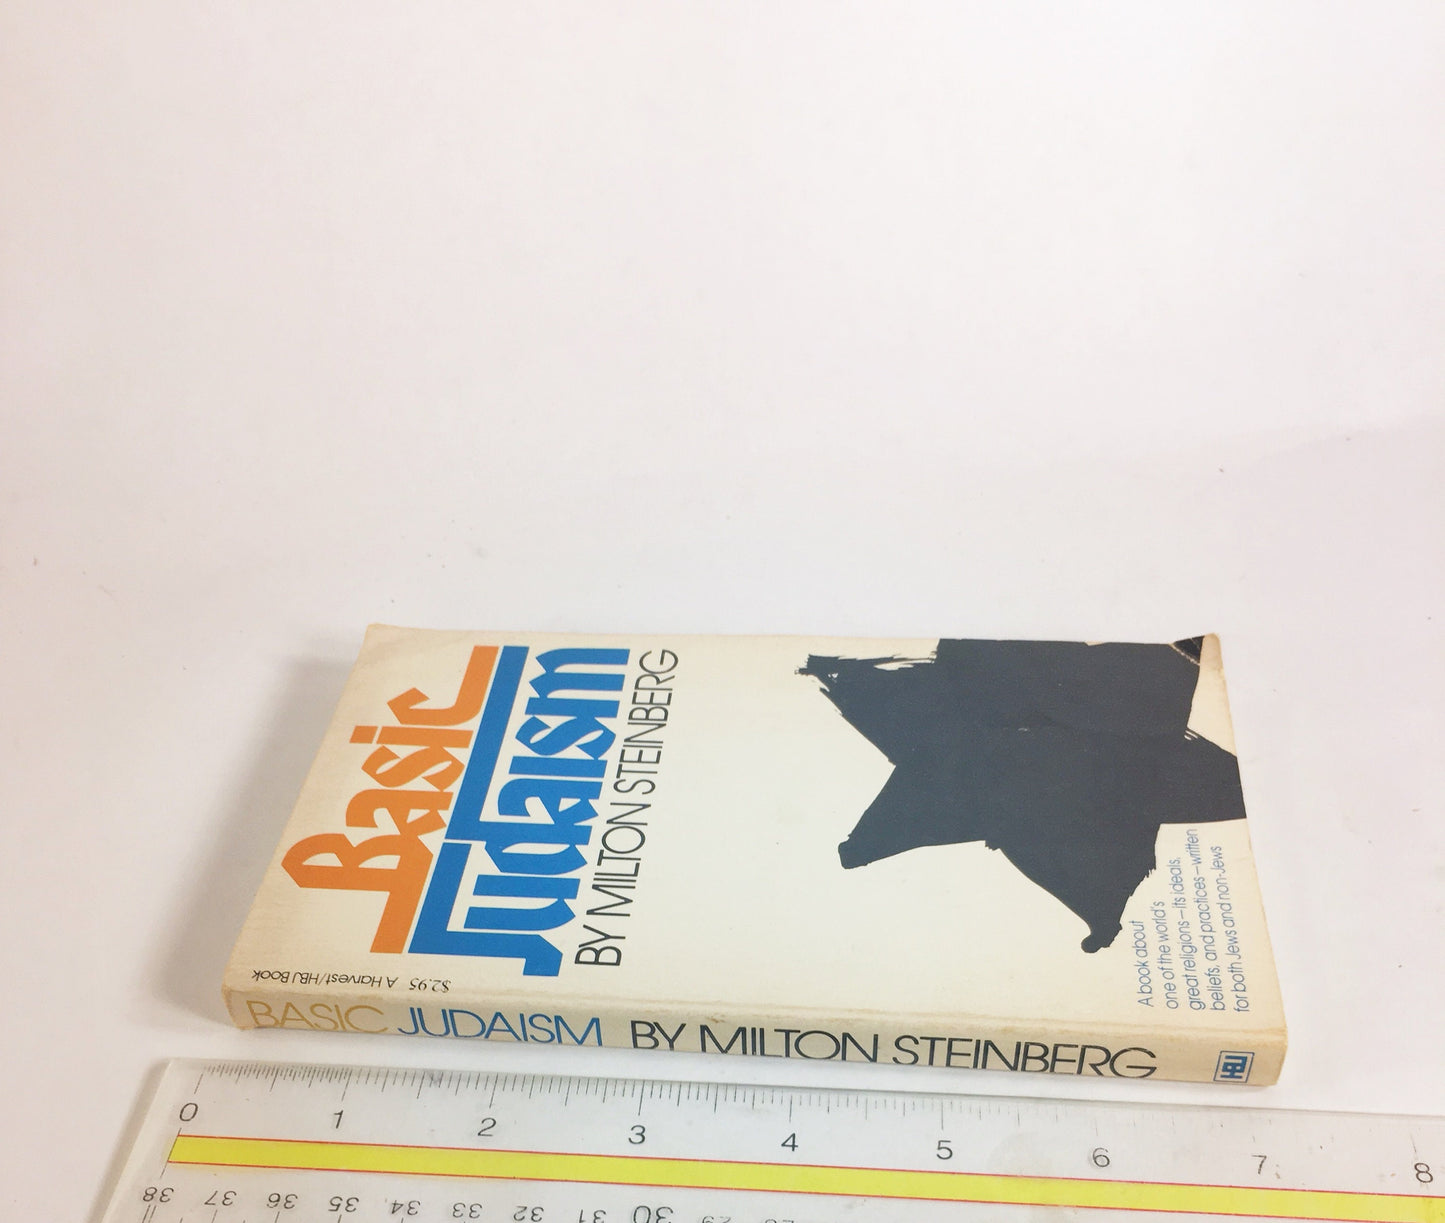 $2.95 A Harvest/HBJ Book
Basic
Judaism
BY MILTON STEINBERG
A book about
one of the world's
great religions—its ideals,
beliefs, and practices—written
for both Jews and non-Jews
BASIC JUDAISM BY MILTON STEINBERG
HBJ
0 1 2 3 4 5 6 7 8
38 37 36 35 34 33 32 31 30 29 28